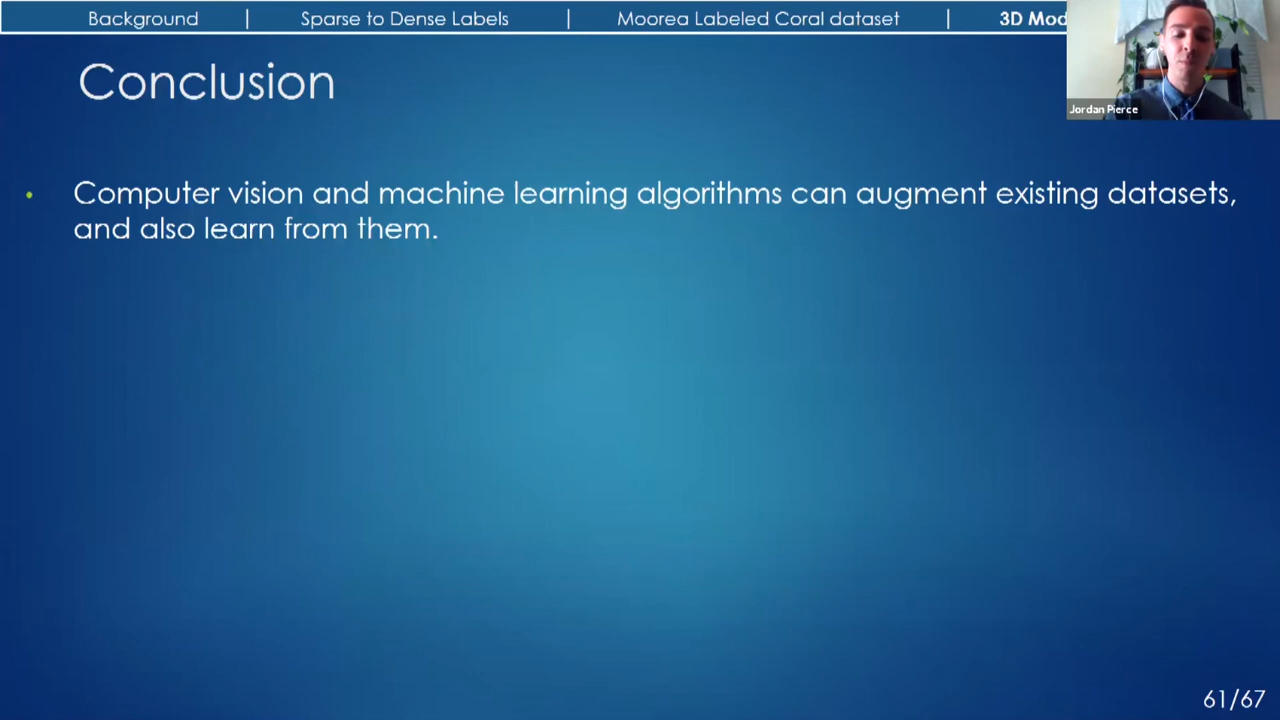 Background | Sparse to Dense Labels | Moorea Labeled Coral dataset | 3D
Jordan Pierce
Conclusion
• Computer vision and machine learning algorithms can augment existing datasets,
and also learn from them.
61/67